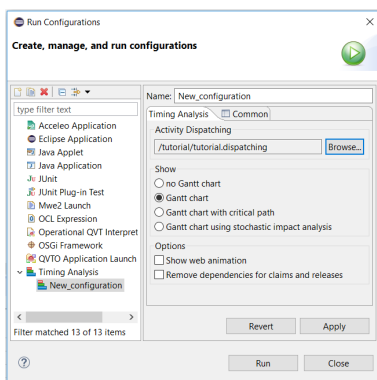 Run Configurations
Create, manage, and run configurations
type filter text
Acceleo Application
Eclipse Application
Java Applet
Java Application
JUnit
JUnit Plug-in Test
Mwe2 Launch
OCL Expression
Operational QVT Interpret
OSGi Framework
QVTO Application Launch
Timing Analysis
New_configuration
Filter matched 13 of 13 items
Name: New_configuration
Timing Analysis Common
Activity Dispatching
/tutorial/tutorial.dispatching Browse...
Show
no Gantt chart
Gantt chart
Gantt chart with critical path
Gantt chart using stochastic impact analysis
Options
Show web animation
Remove dependencies for claims and releases
Revert Apply
Run Close